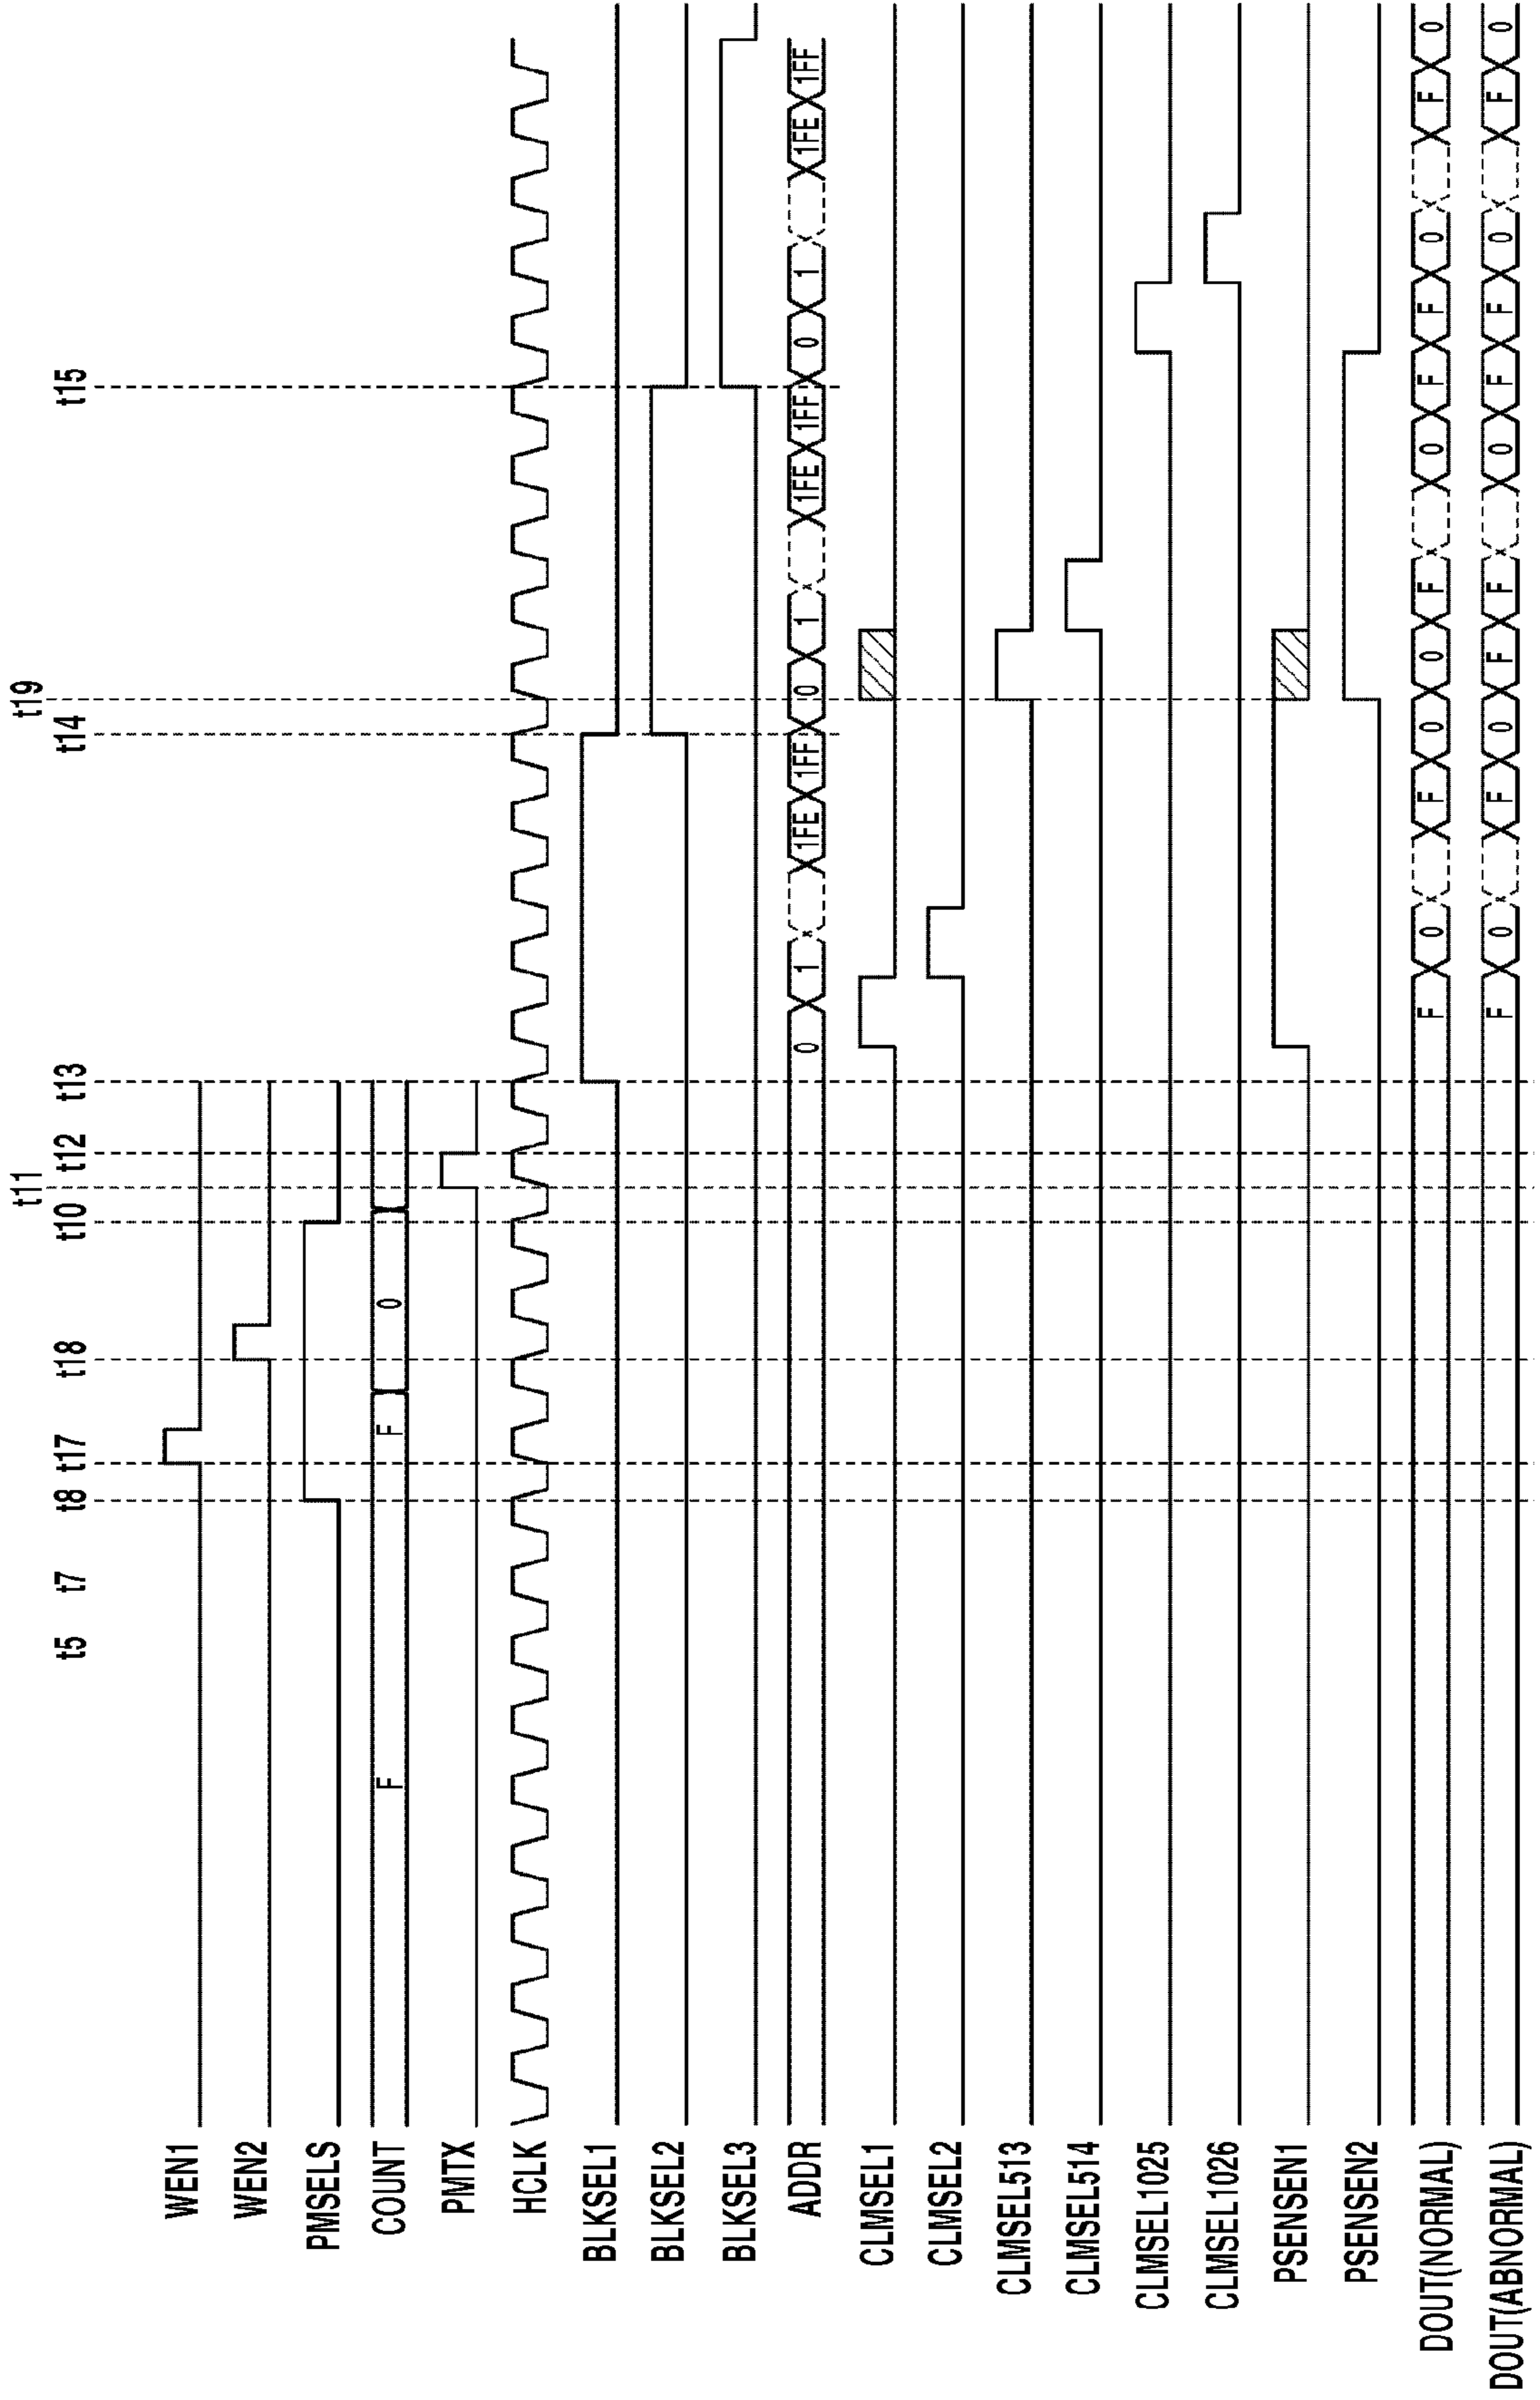 t11 t19
t5 t7 t8 t17 t18 t10 t12 t13 t14 t15
WEN1
WEN2
PMSELS
COUNT F F 0
PMTX
HCLK
BLKSEL1
BLKSEL2
BLKSEL3
ADDR 0 1 1FE 1FF 0 1 1FE 1FF 0 1 1FE 1FF
CLMSEL1
CLMSEL2
CLMSEL513
CLMSEL514
CLMSEL1025
CLMSEL1026
PSENSEN1
PSENSEN2
DOUT(NORMAL) F 0 F 0 0 F 0 F F 0 F 0
DOUT(ABNORMAL) F 0 F 0 F F 0 F F 0 F 0